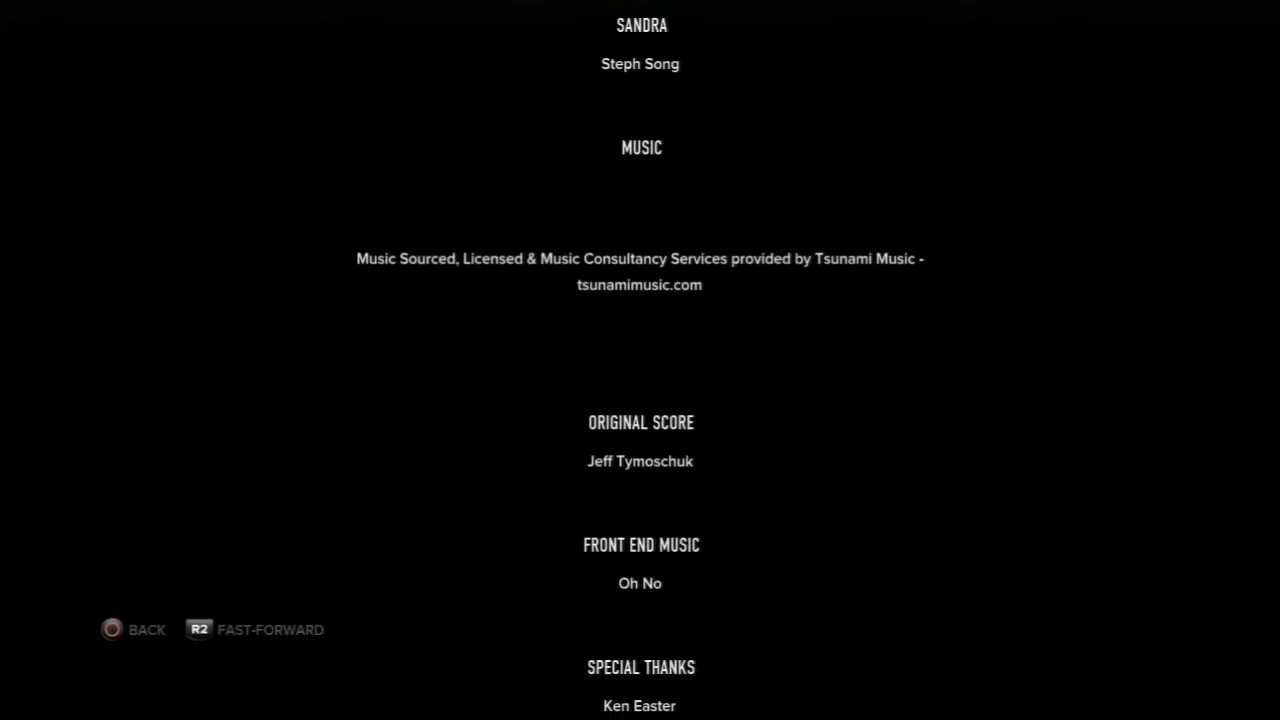 SANDRA
Steph Song
MUSIC
Music Sourced, Licensed & Music Consultancy Services provided by Tsunami Music -
tsunamimusic.com
ORIGINAL SCORE
Jeff Tymoschuk
FRONT END MUSIC
Oh No
BACK R2 FAST-FORWARD
SPECIAL THANKS
Ken Easter